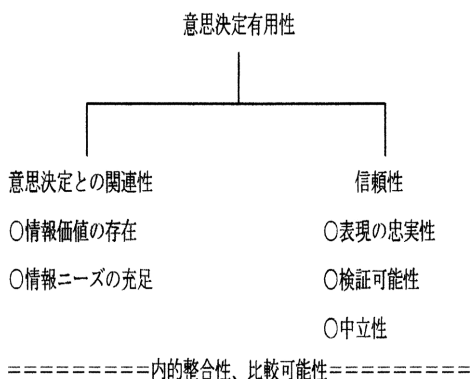 意思決定有用性
意思決定との関連性 信頼性
○情報価値の存在 ○表現の忠実性
○情報ニーズの充足 ○検証可能性
○中立性
=========内的整合性、比較可能性=========